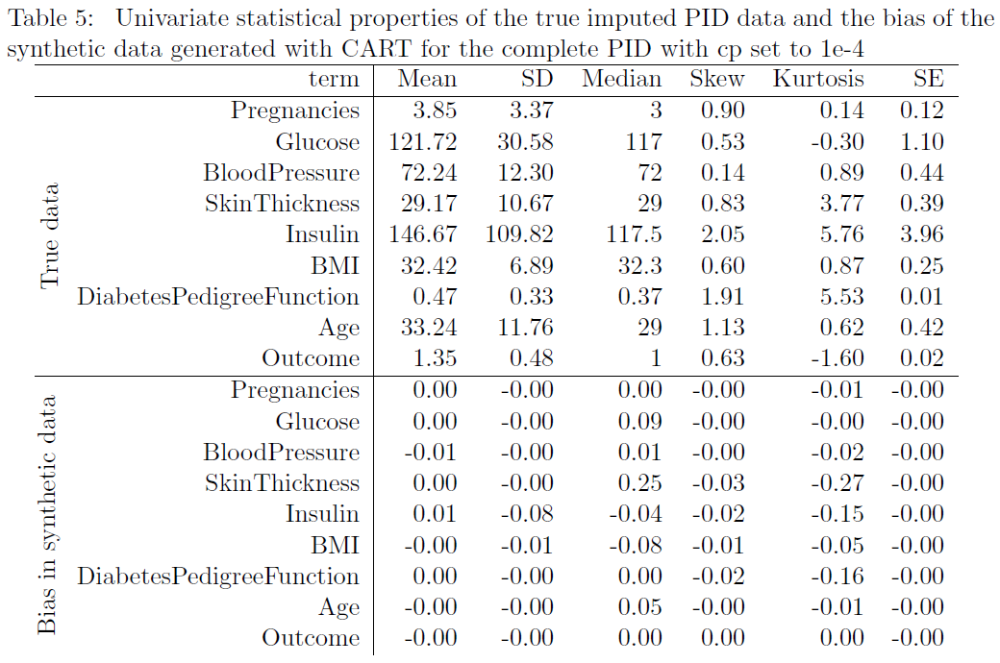 Table 5: Univariate statistical properties of the true imputed PID data and the bias of the
synthetic data generated with CART for the complete PID with cp set to 1e-4
term Mean SD Median Skew Kurtosis SE
True data
Pregnancies 3.85 3.37 3 0.90 0.14 0.12
Glucose 121.72 30.58 117 0.53 -0.30 1.10
BloodPressure 72.24 12.30 72 0.14 0.89 0.44
SkinThickness 29.17 10.67 29 0.83 3.77 0.39
Insulin 146.67 109.82 117.5 2.05 5.76 3.96
BMI 32.42 6.89 32.3 0.60 0.87 0.25
DiabetesPedigreeFunction 0.47 0.33 0.37 1.91 5.53 0.01
Age 33.24 11.76 29 1.13 0.62 0.42
Outcome 1.35 0.48 1 0.63 -1.60 0.02
Bias in synthetic data
Pregnancies 0.00 -0.00 0.00 -0.00 -0.01 -0.00
Glucose 0.00 -0.00 0.09 -0.00 -0.00 -0.00
BloodPressure -0.01 -0.00 0.01 -0.00 -0.02 -0.00
SkinThickness 0.00 -0.00 0.25 -0.03 -0.27 -0.00
Insulin 0.01 -0.08 -0.04 -0.02 -0.15 -0.00
BMI -0.00 -0.01 -0.08 -0.01 -0.05 -0.00
DiabetesPedigreeFunction 0.00 -0.00 0.00 -0.02 -0.16 -0.00
Age -0.00 -0.00 0.05 -0.00 -0.01 -0.00
Outcome -0.00 -0.00 0.00 0.00 0.00 -0.00